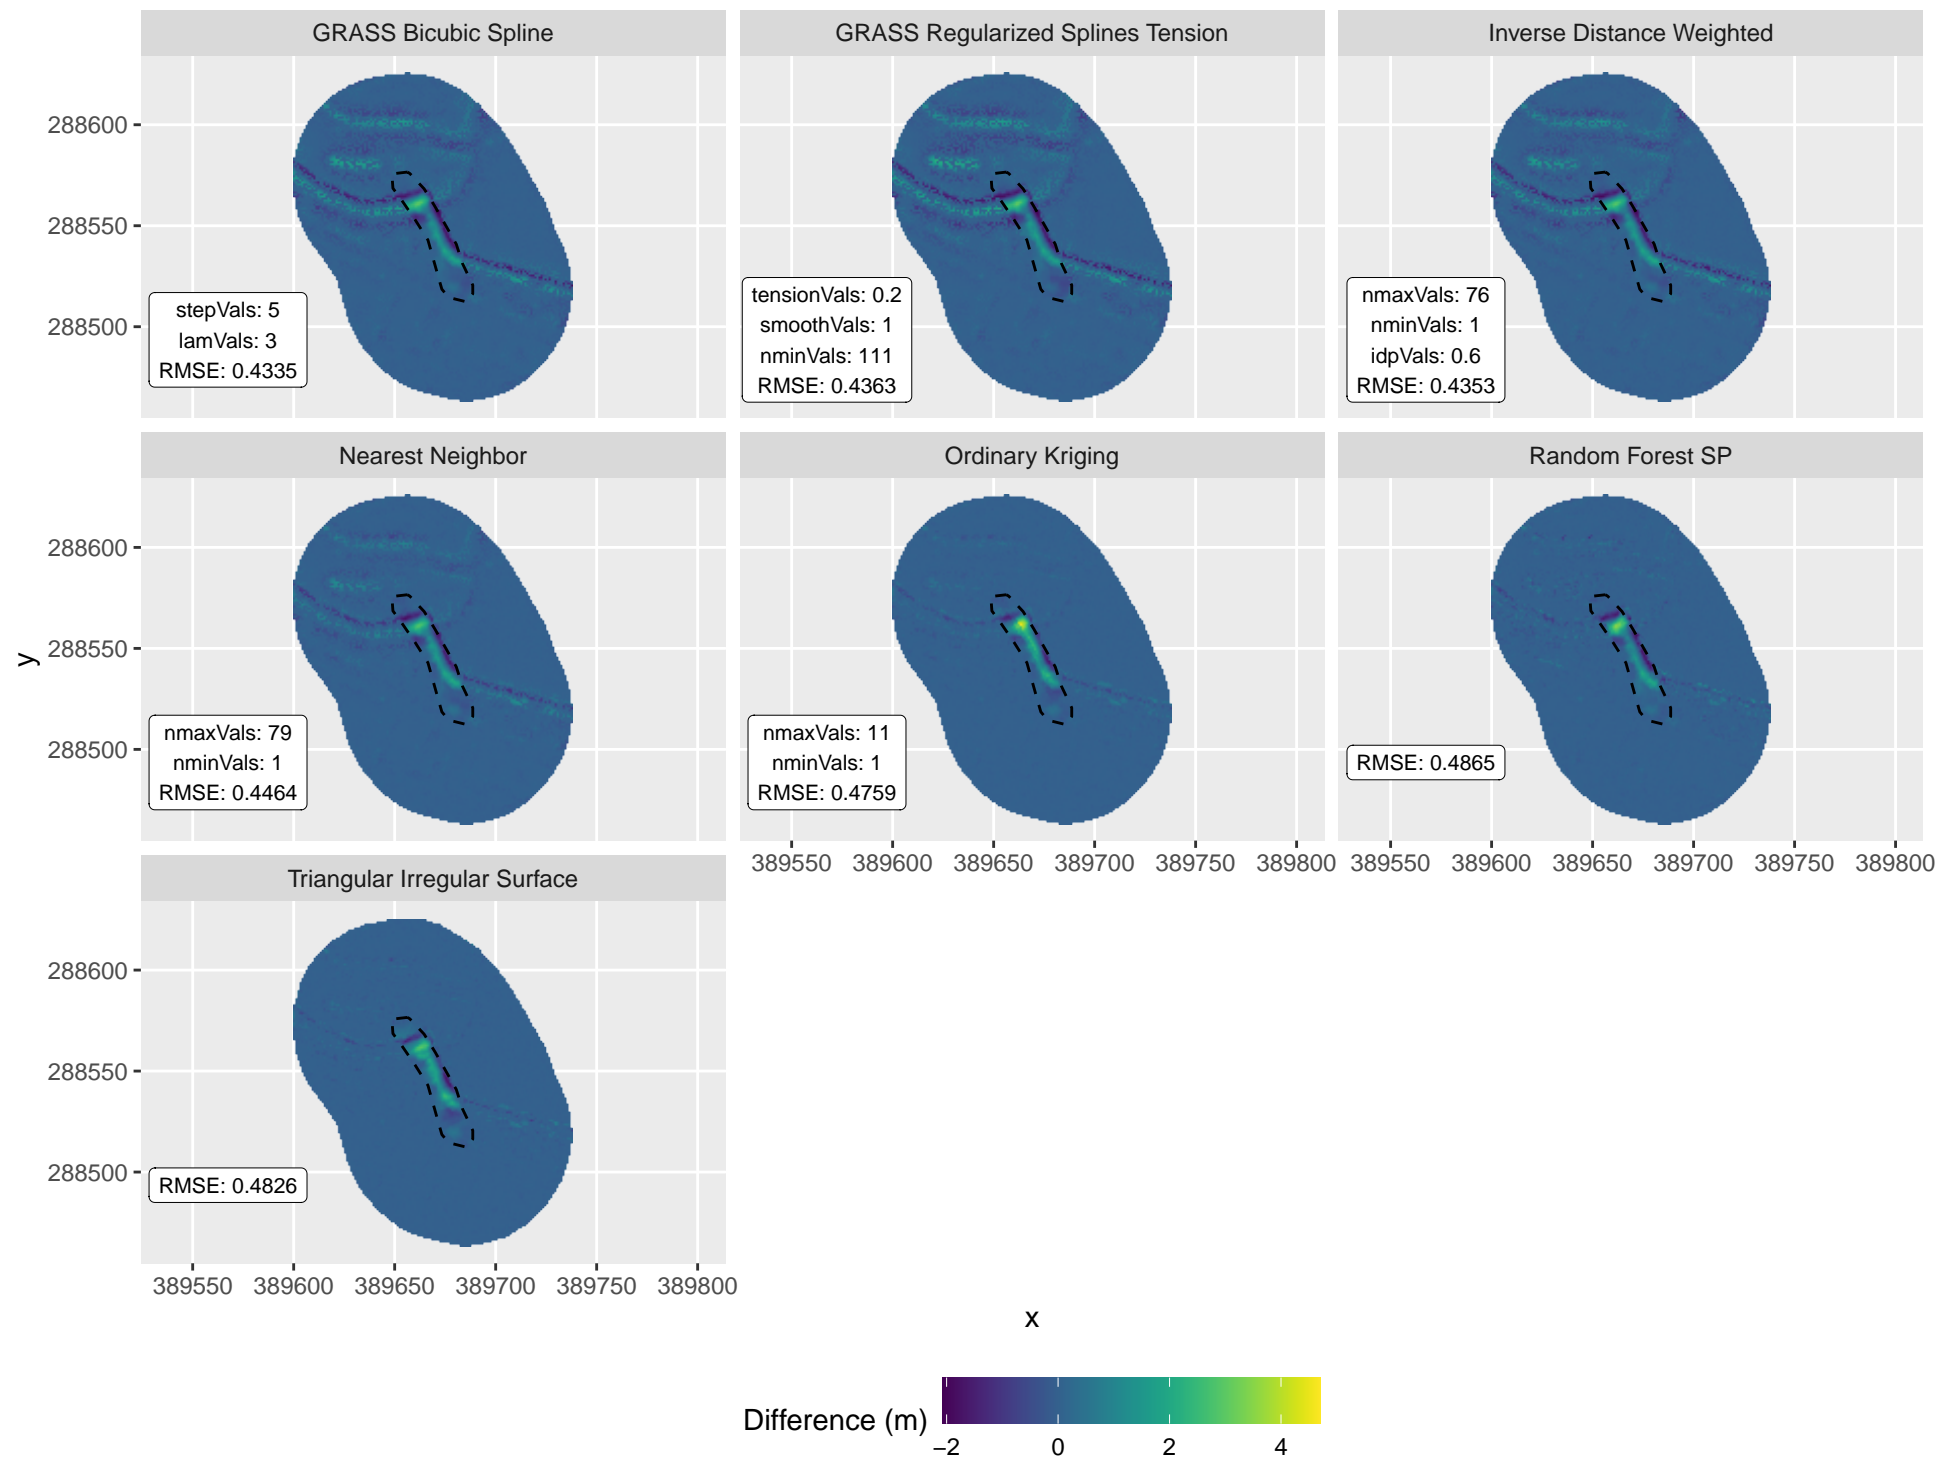 GRASS Bicubic Spline
GRASS Regularized Splines Tension
Inverse Distance Weighted
288600
288550
288500
stepVals: 5
lamVals: 3
RMSE: 0.4335
tensionVals: 0.2
smoothVals: 1
nminVals: 111
RMSE: 0.4363
nmaxVals: 76
nminVals: 1
idpVals: 0.6
RMSE: 0.4353
Nearest Neighbor
Ordinary Kriging
Random Forest SP
288600
288550
288500
y
nmaxVals: 79
nminVals: 1
RMSE: 0.4464
nmaxVals: 11
nminVals: 1
RMSE: 0.4759
RMSE: 0.4865
389550 389600 389650 389700 389750 389800
389550 389600 389650 389700 389750 389800
Triangular Irregular Surface
288600
288550
288500
RMSE: 0.4826
389550 389600 389650 389700 389750 389800
x
Difference (m)
−2 0 2 4